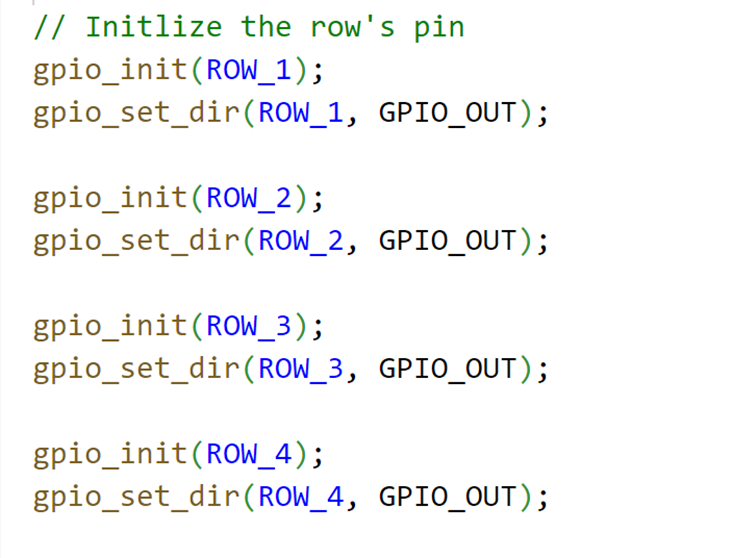 // Initlize the row's pin
gpio_init(ROW_1);
gpio_set_dir(ROW_1, GPIO_OUT);
gpio_init(ROW_2);
gpio_set_dir(ROW_2, GPIO_OUT);
gpio_init(ROW_3);
gpio_set_dir(ROW_3, GPIO_OUT);
gpio_init(ROW_4);
gpio_set_dir(ROW_4, GPIO_OUT);